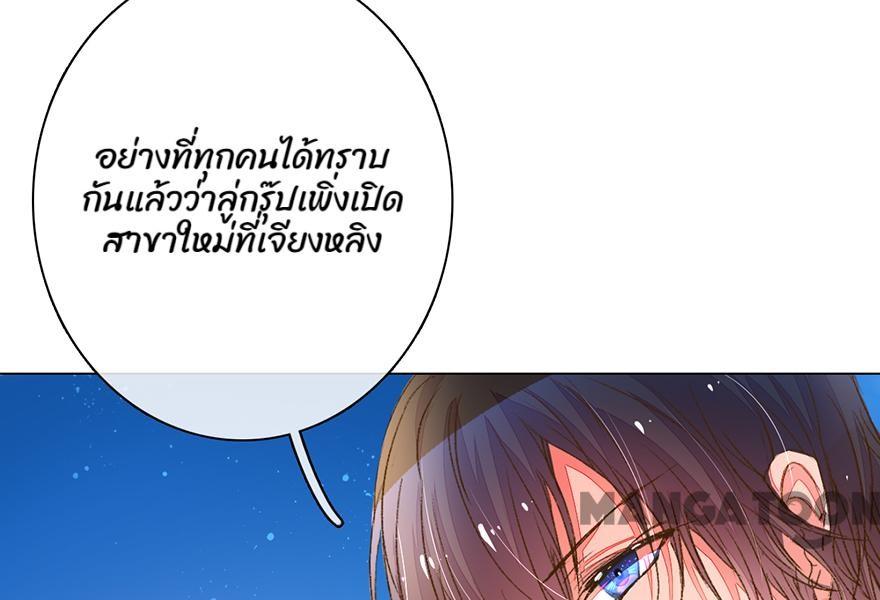 อย่างที่ทุกคนได้ทราบ
กันแล้วว่าลู่กรุ๊ปเพิ่งเปิด
สาขาใหม่ที่เจียงหลิง
MANGA TOON